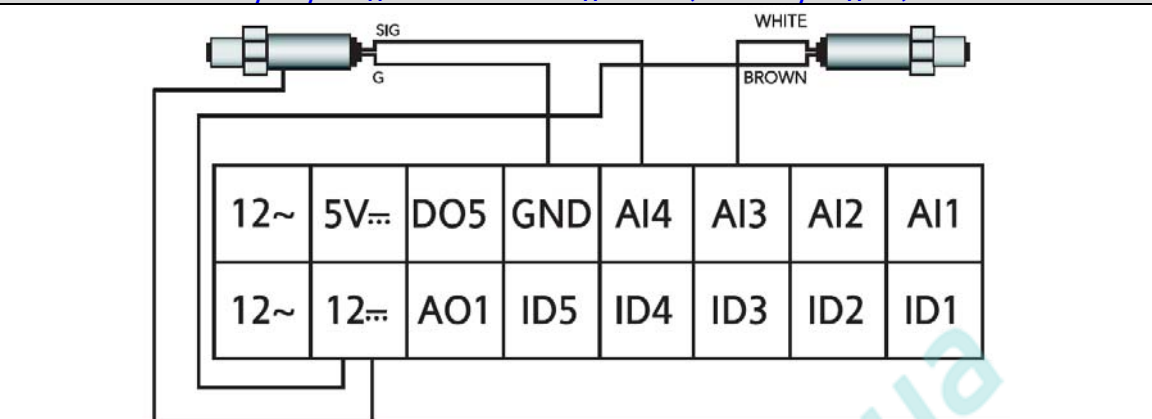 SIG
WHITE
G
BROWN
12~ 5V⎓ DO5 GND AI4 AI3 AI2 AI1
12~ 12⎓ AO1 ID5 ID4 ID3 ID2 ID1
ua